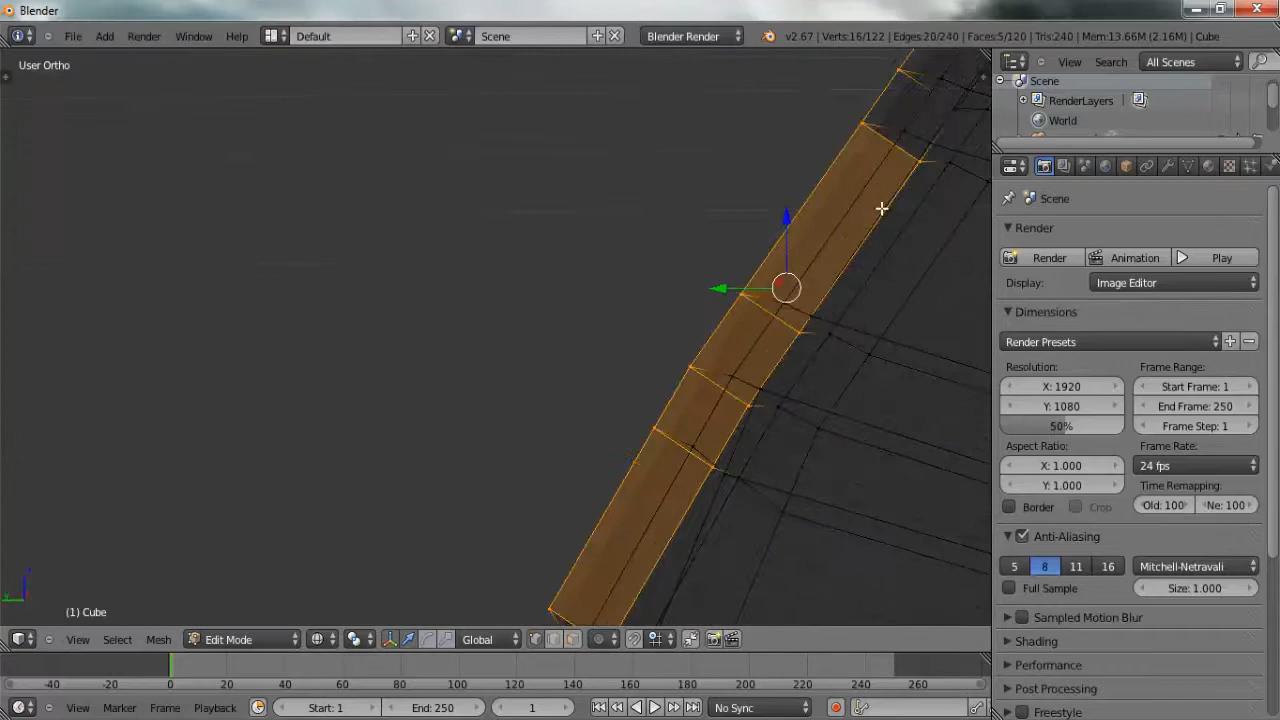 Blender
File Add Render Window Help Default Scene Blender Render v2.67 | Verts:16/122 | Edges:20/240 | Faces:5/120 | Tris:240 | Mem:13.66M (2.16M) | Cube
User Ortho
View Search All Scenes
Scene
RenderLayers
World
Scene
Render
Render Animation Play
Display: Image Editor
Dimensions
Render Presets
Resolution: Frame Range:
X: 1920 Start Frame: 1
Y: 1080 End Frame: 250
50% Frame Step: 1
Aspect Ratio: Frame Rate:
X: 1.000 24 fps
Y: 1.000 Time Remapping:
Border Crop Old: 100 Ne: 100
Anti-Aliasing
5 8 11 16 Mitchell-Netravali
Full Sample Size: 1.000
Sampled Motion Blur
Shading
Performance
Post Processing
Freestyle
(1) Cube
View Select Mesh Edit Mode Global
-40 -20 0 20 40 60 80 100 120 140 160 180 200 220 240 260
View Marker Frame Playback Start: 1 End: 250 1 No Sync